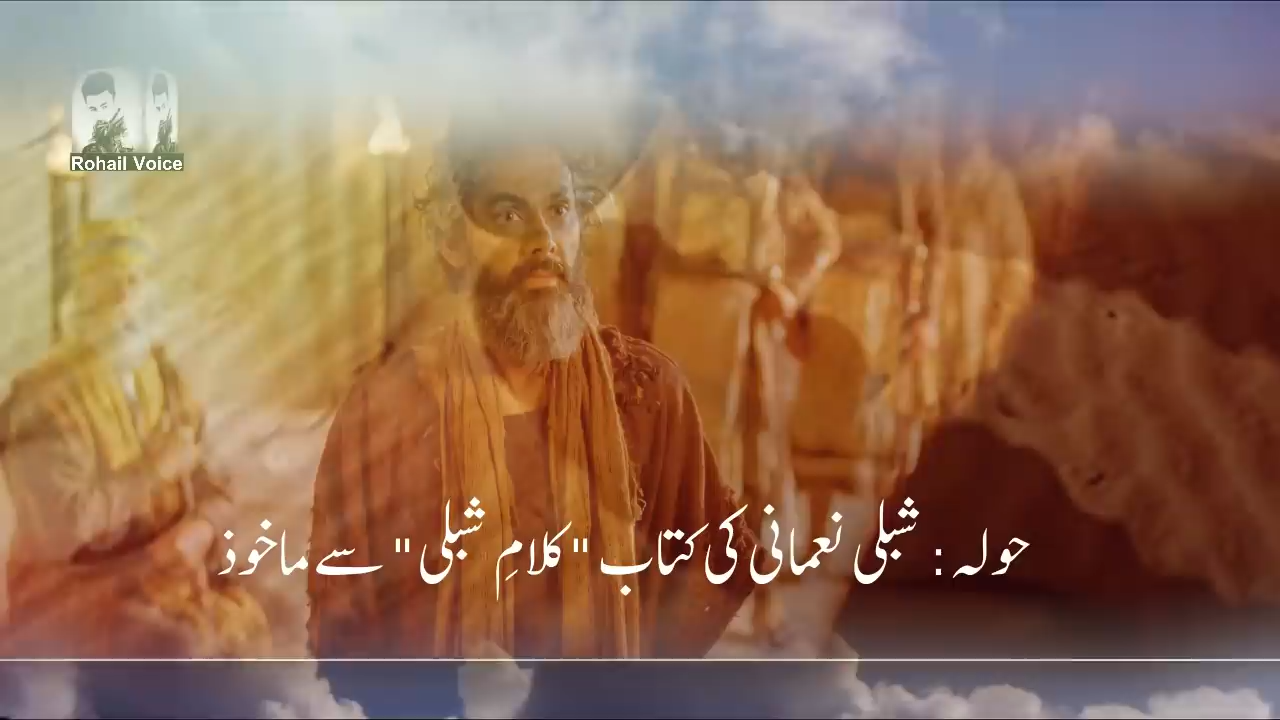 Rohail Voice
حولہ : شبلی نعمانی کی کتاب "کلامِ شبلی" سے ماخوذ